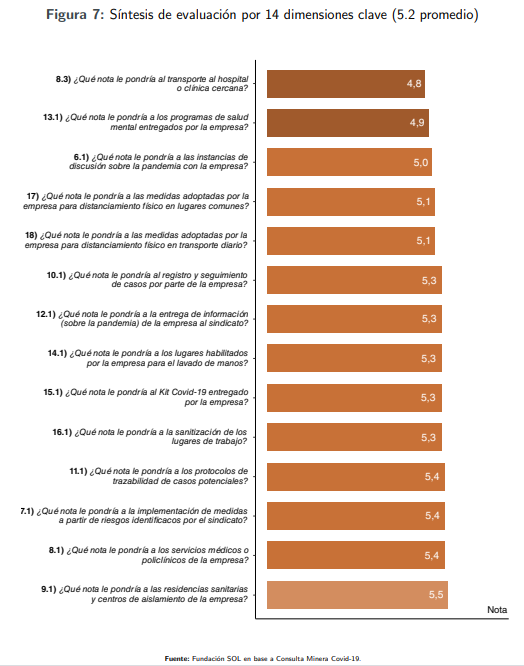 Figura 7: Síntesis de evaluación por 14 dimensiones clave (5.2 promedio)
8.3) ¿Qué nota le pondría al transporte al hospital
o clínica cercana?
4,8
13.1) ¿Qué nota le pondría a los programas de salud
mental entregados por la empresa?
4,9
6.1) ¿Qué nota le pondría a las instancias de
discusión sobre la pandemia con la empresa?
5,0
17) ¿Qué nota le pondría a las medidas adoptadas por la
empresa para distanciamiento físico en lugares comunes?
5,1
18) ¿Qué nota le pondría a las medidas adoptadas por la
empresa para distanciamiento físico en transporte diario?
5,1
10.1) ¿Qué nota le pondría al registro y seguimiento
de casos por parte de la empresa?
5,3
12.1) ¿Qué nota le pondría a la entrega de información
(sobre la pandemia) de la empresa al sindicato?
5,3
14.1) ¿Qué nota le pondría a los lugares habilitados
por la empresa para el lavado de manos?
5,3
15.1) ¿Qué nota le pondría al Kit Covid-19 entregado
por la empresa?
5,3
16.1) ¿Qué nota le pondría a la sanitización de los
lugares de trabajo?
5,3
11.1) ¿Qué nota le pondría a los protocolos de
trazabilidad de casos potenciales?
5,4
7.1) ¿Qué nota le pondría a la implementación de medidas
a partir de riesgos identificacos por el sindicato?
5,4
8.1) ¿Qué nota le pondría a los servicios médicos o
policlínicos de la empresa?
5,4
9.1) ¿Qué nota le pondría a las residencias sanitarias
y centros de aislamiento de la empresa?
5,5
Nota
Fuente: Fundación SOL en base a Consulta Minera Covid-19.